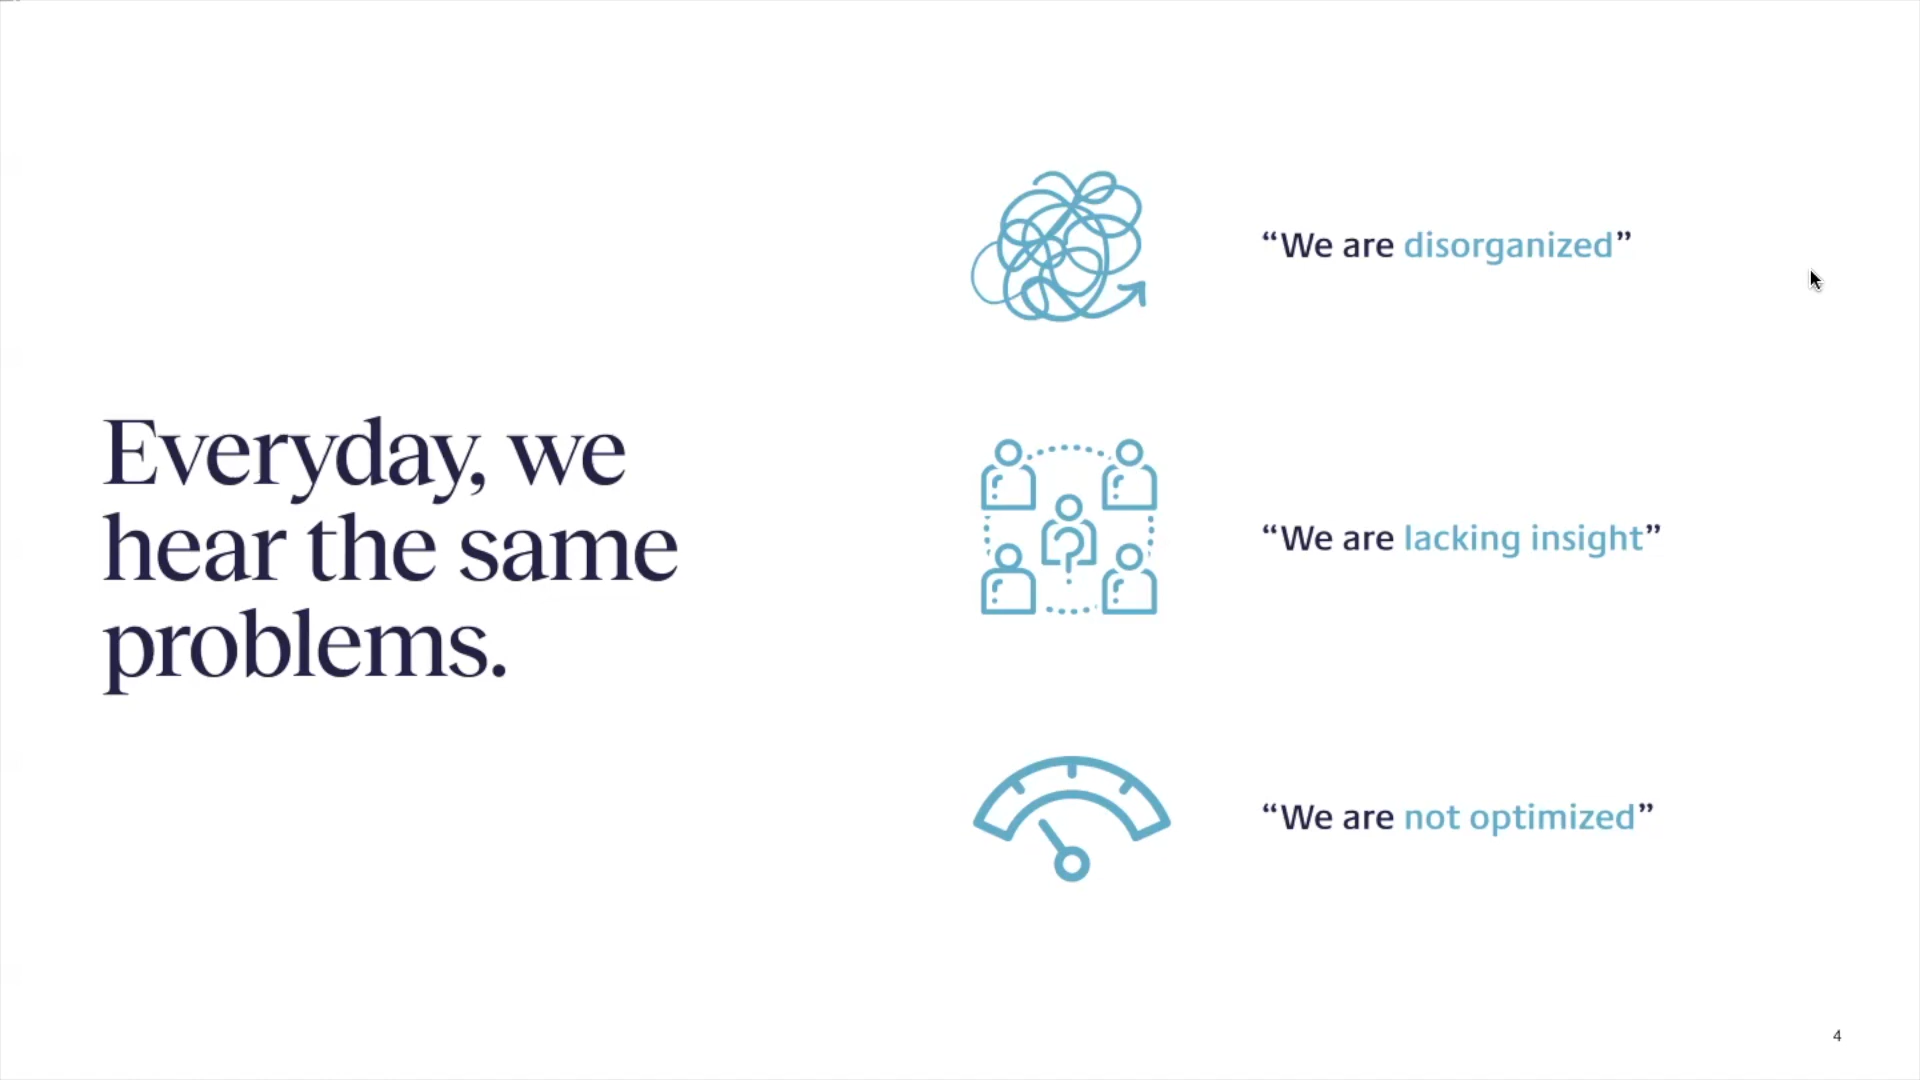 Everyday, we
hear the same
problems.
“We are disorganized”
“We are lacking insight”
“We are not optimized”
4